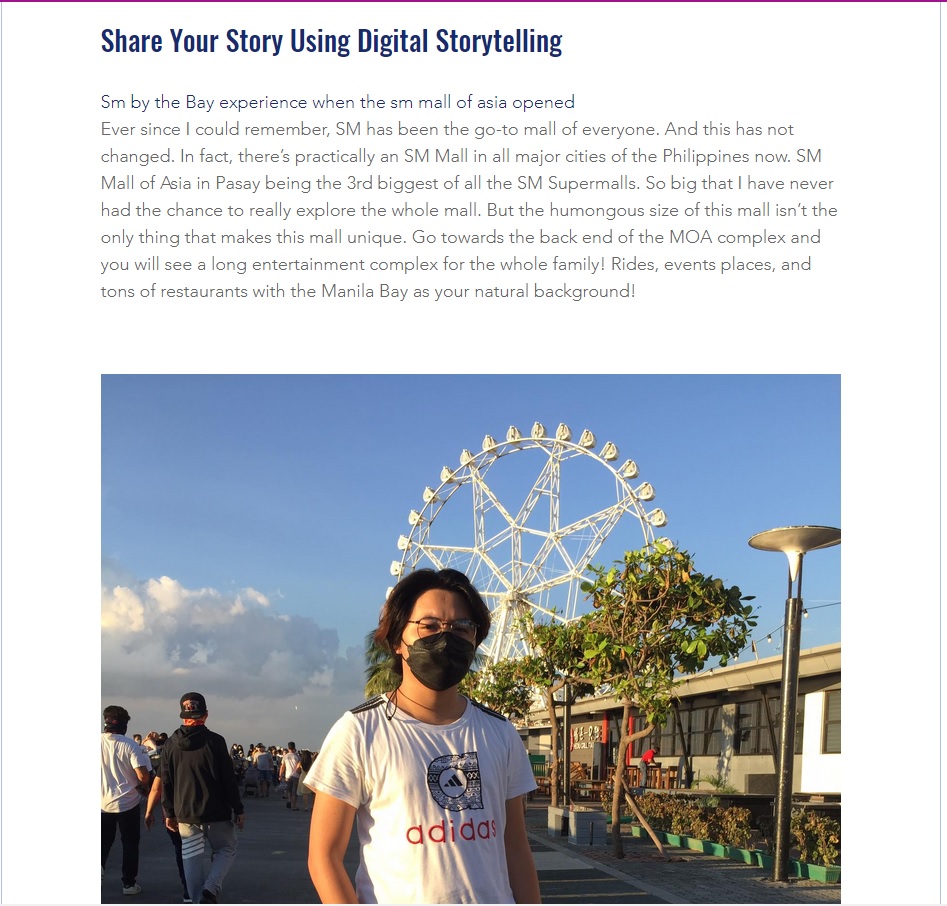 Share Your Story Using Digital Storytelling
Sm by the Bay experience when the sm mall of asia opened
Ever since I could remember, SM has been the go-to mall of everyone. And this has not
changed. In fact, there’s practically an SM Mall in all major cities of the Philippines now. SM
Mall of Asia in Pasay being the 3rd biggest of all the SM Supermalls. So big that I have never
had the chance to really explore the whole mall. But the humongous size of this mall isn’t the
only thing that makes this mall unique. Go towards the back end of the MOA complex and
you will see a long entertainment complex for the whole family! Rides, events places, and
tons of restaurants with the Manila Bay as your natural background!
adidas